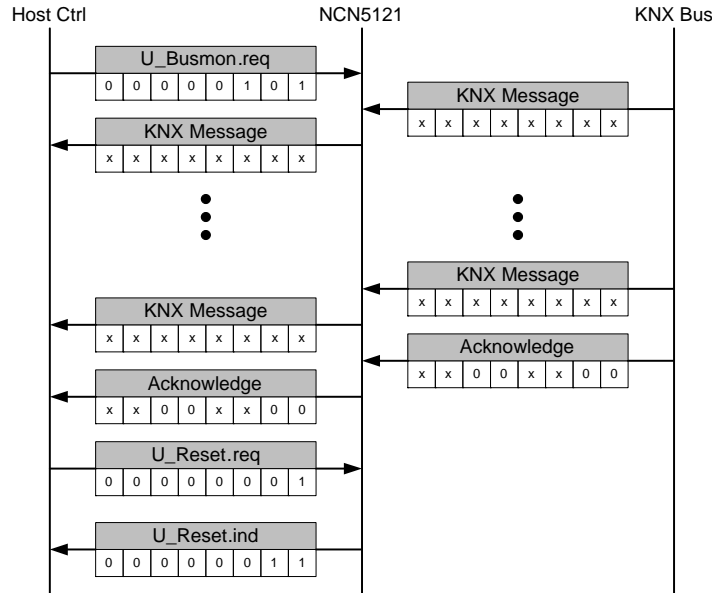 Host Ctrl NCN5121 KNX Bus
U_Busmon.req
0 0 0 0 0 1 0 1
KNX Message
x x x x x x x x
KNX Message
x x x x x x x x
KNX Message
x x x x x x x x
KNX Message
x x x x x x x x
Acknowledge
x x 0 0 x x 0 0
Acknowledge
x x 0 0 x x 0 0
U_Reset.req
0 0 0 0 0 0 0 1
U_Reset.ind
0 0 0 0 0 0 1 1